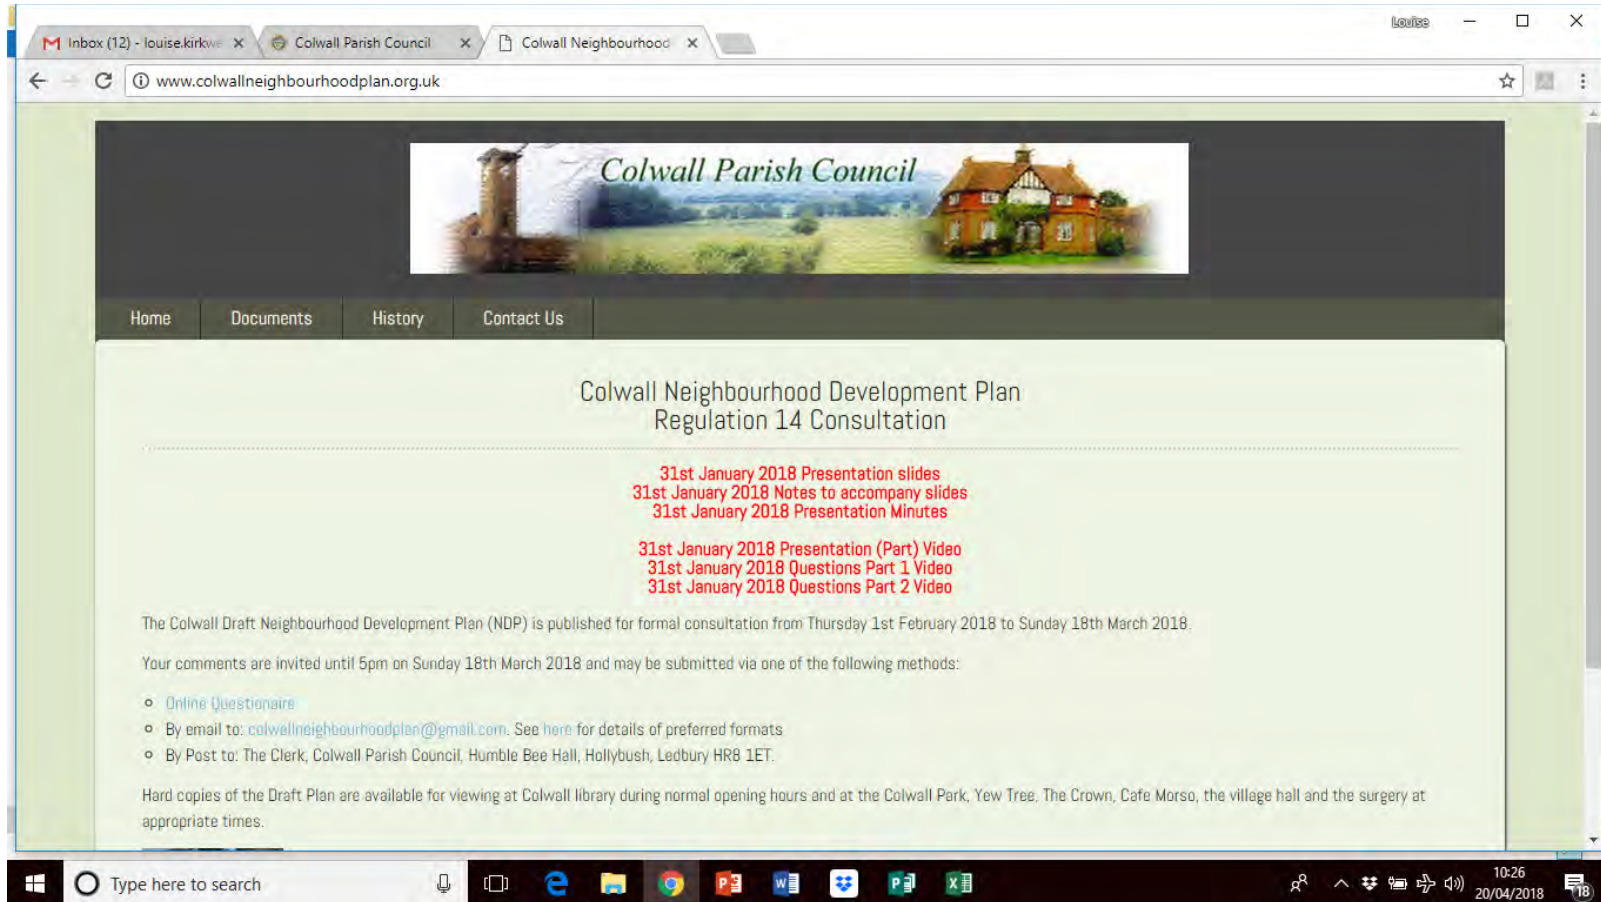 Louise
Inbox (12) - louise.kirkwe
Colwall Parish Council
Colwall Neighbourhood
www.colwallneighbourhoodplan.org.uk
Colwall Parish Council
Home Documents History Contact Us
Colwall Neighbourhood Development Plan
Regulation 14 Consultation
31st January 2018 Presentation slides
31st January 2018 Notes to accompany slides
31st January 2018 Presentation Minutes
31st January 2018 Presentation (Part) Video
31st January 2018 Questions Part 1 Video
31st January 2018 Questions Part 2 Video
The Colwall Draft Neighbourhood Development Plan (NDP) is published for formal consultation from Thursday 1st February 2018 to Sunday 18th March 2018.
Your comments are invited until 5pm on Sunday 18th March 2018 and may be submitted via one of the following methods:
Online Questionaire
By email to: colwallneighbourhoodplan@gmail.com. See here for details of preferred formats
By Post to: The Clerk, Colwall Parish Council, Humble Bee Hall, Hollybush, Ledbury HR8 1ET.
Hard copies of the Draft Plan are available for viewing at Colwall library during normal opening hours and at the Colwall Park, Yew Tree, The Crown, Cafe Morso, the village hall and the surgery at
appropriate times.
Type here to search
10:26
20/04/2018
18